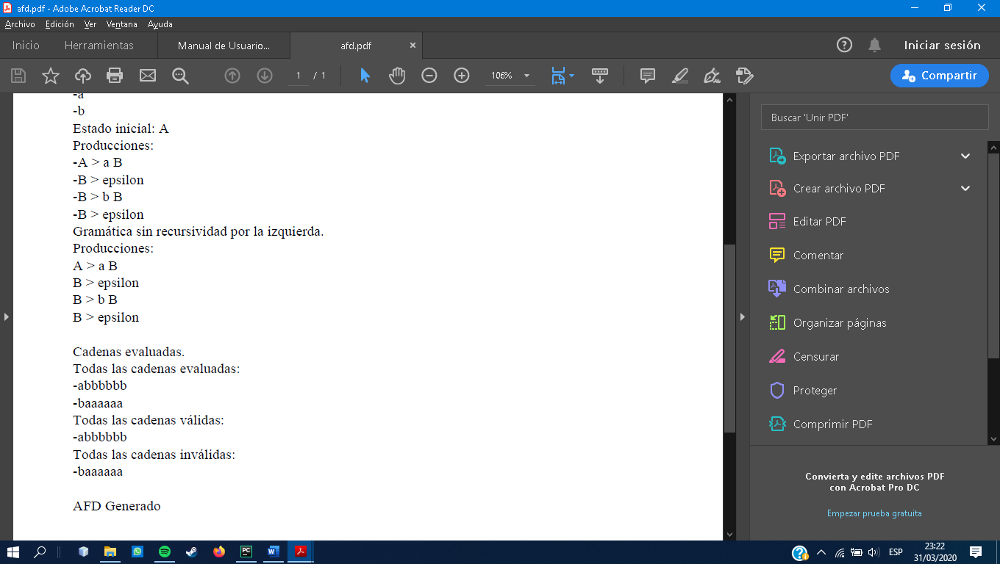 afd.pdf - Adobe Acrobat Reader DC
Archivo Edición Ver Ventana Ayuda
Inicio Herramientas Manual de Usuario... afd.pdf × Iniciar sesión
1 / 1 106% Compartir
-a
-b
Estado inicial: A
Producciones:
-A > a B
-B > epsilon
-B > b B
-B > epsilon
Gramática sin recursividad por la izquierda.
Producciones:
A > a B
B > epsilon
B > b B
B > epsilon
Cadenas evaluadas.
Todas las cadenas evaluadas:
-abbbbbb
-baaaaaa
Todas las cadenas válidas:
-abbbbbb
Todas las cadenas inválidas:
-baaaaaa
AFD Generado
Buscar 'Unir PDF'
Exportar archivo PDF
Crear archivo PDF
Editar PDF
Comentar
Combinar archivos
Organizar páginas
Censurar
Proteger
Comprimir PDF
Convierta y edite archivos PDF
con Acrobat Pro DC
Empezar prueba gratuita
PC W ESP 23:22
31/03/2020